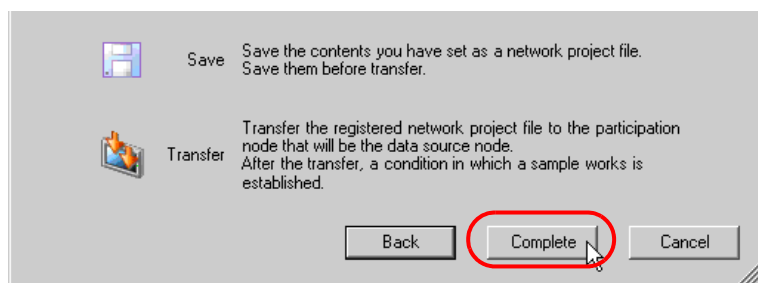 Save
Save the contents you have set as a network project file.
Save them before transfer.
Transfer
Transfer the registered network project file to the participation
node that will be the data source node.
After the transfer, a condition in which a sample works is
established.
Back
Complete
Cancel